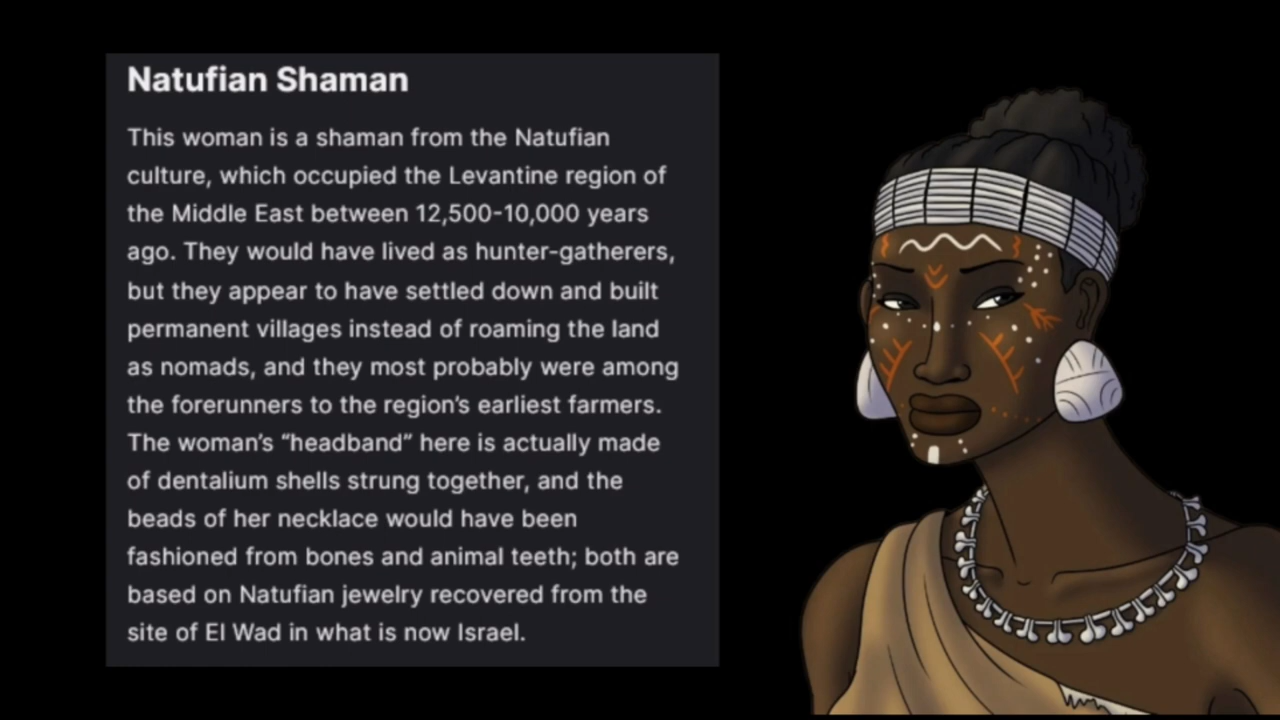 Natufian Shaman
This woman is a shaman from the Natufian
culture, which occupied the Levantine region of
the Middle East between 12,500-10,000 years
ago. They would have lived as hunter-gatherers,
but they appear to have settled down and built
permanent villages instead of roaming the land
as nomads, and they most probably were among
the forerunners to the region’s earliest farmers.
The woman’s “headband” here is actually made
of dentalium shells strung together, and the
beads of her necklace would have been
fashioned from bones and animal teeth; both are
based on Natufian jewelry recovered from the
site of El Wad in what is now Israel.